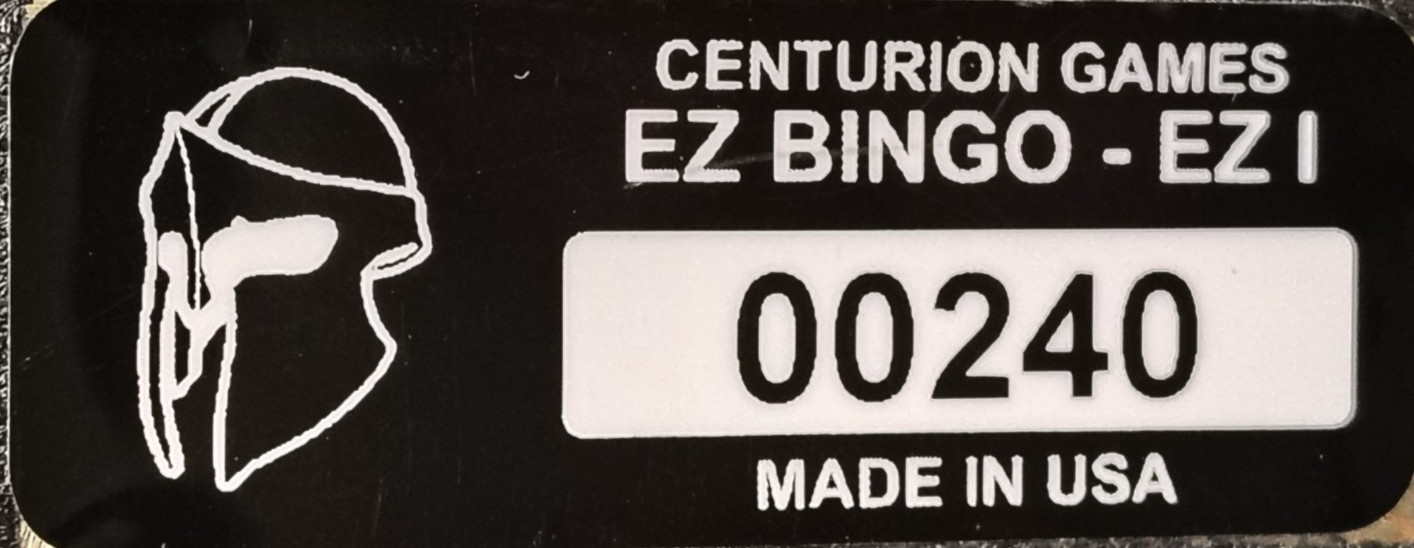 CENTURION GAMES
EZ BINGO - EZ I
00240
MADE IN USA